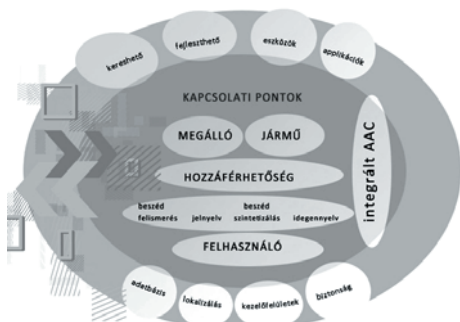 kereshető
fejleszthető
eszközök
applikációk
KAPCSOLATI PONTOK
MEGÁLLÓ
JÁRMŰ
HOZZÁFÉRHETŐSÉG
integrált AAC
beszéd
felismerés
jelnyelv
beszéd
szintetizálás
idegennyelv
FELHASZNÁLÓ
adatbázis
lokalizálás
kezelőfelületek
biztonság